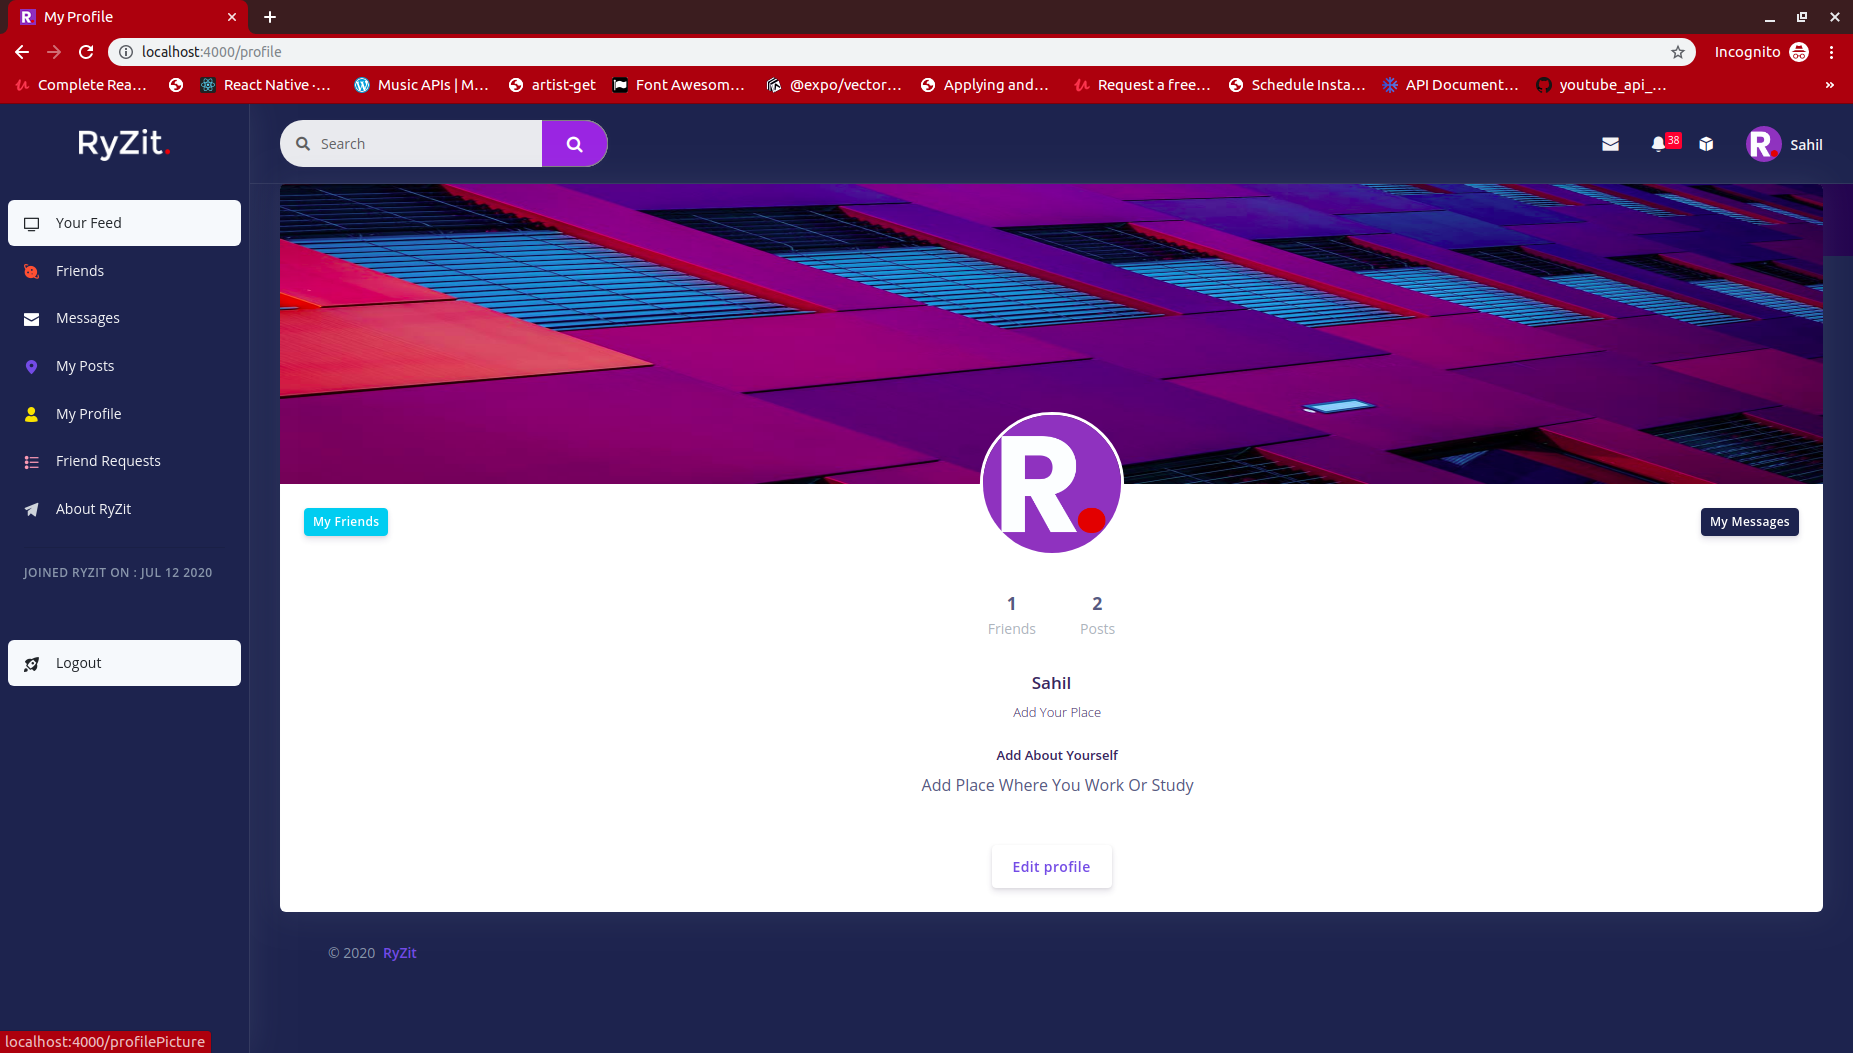 R My Profile
localhost:4000/profile
Incognito
Complete Rea...
React Native -...
Music APIs | M...
artist-get
Font Awesom...
@expo/vector...
Applying and...
Request a free...
Schedule Insta...
API Document...
youtube_api_...
»
RyZit.
Search
38
R.
Sahil
Your Feed
Friends
Messages
My Posts
My Profile
Friend Requests
About RyZit
JOINED RYZIT ON : JUL 12 2020
Logout
R.
My Friends
My Messages
1 2
Friends Posts
Sahil
Add Your Place
Add About Yourself
Add Place Where You Work Or Study
Edit profile
© 2020 RyZit
localhost:4000/profilePicture